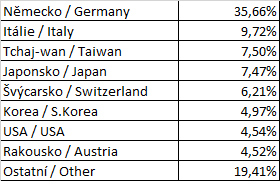 Německo / Germany 35,66%
Itálie / Italy 9,72%
Tchaj-wan / Taiwan 7,50%
Japonsko / Japan 7,47%
Švýcarsko / Switzerland 6,21%
Korea / S.Korea 4,97%
USA / USA 4,54%
Rakousko / Austria 4,52%
Ostatní / Other 19,41%